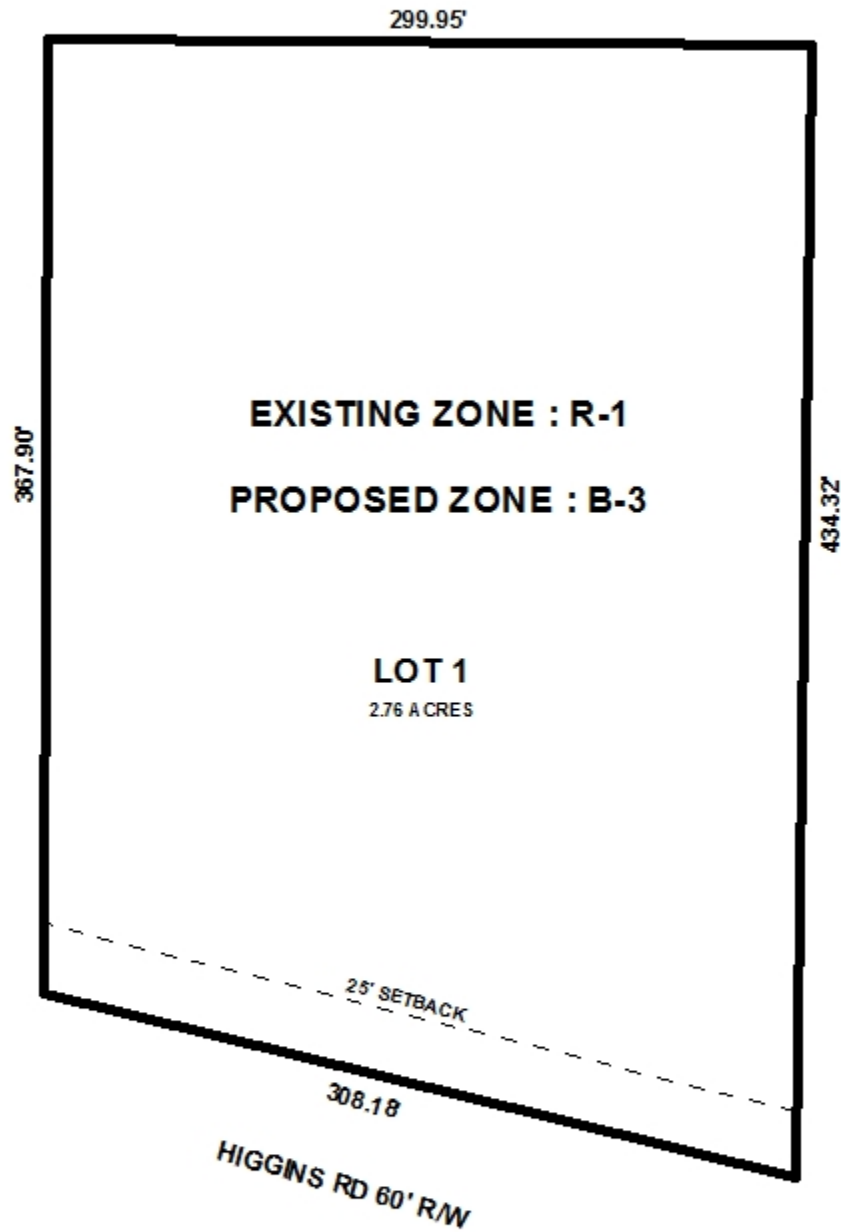 299.95'
EXISTING ZONE : R-1
367.90'
PROPOSED ZONE : B-3
434.32'
LOT 1
2.76 ACRES
25' SETBACK
308.18'
HIGGINS RD 60' R/W